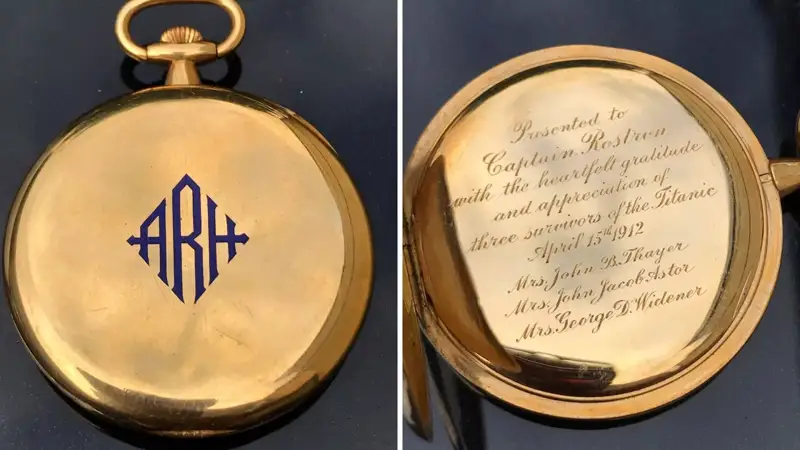 ARH
Presented to
Captain Rostron
with the heartfelt gratitude
and appreciation of
three survivors of the Titanic
April 15th 1912
Mrs. John B. Thayer
Mrs. John Jacob Astor
Mrs. George D. Widener